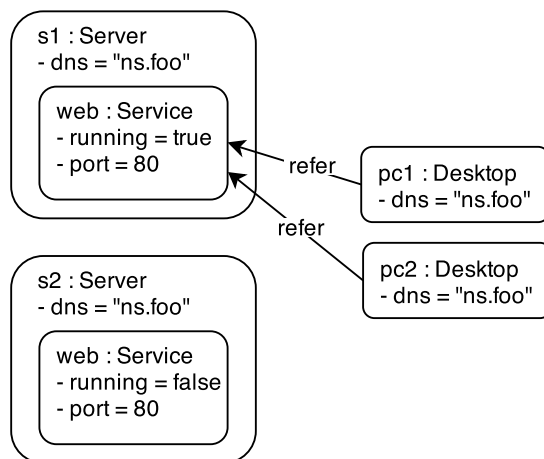 s1 : Server
- dns = "ns.foo"
web : Service
- running = true
- port = 80
refer
pc1 : Desktop
- dns = "ns.foo"
refer
pc2 : Desktop
- dns = "ns.foo"
s2 : Server
- dns = "ns.foo"
web : Service
- running = false
- port = 80